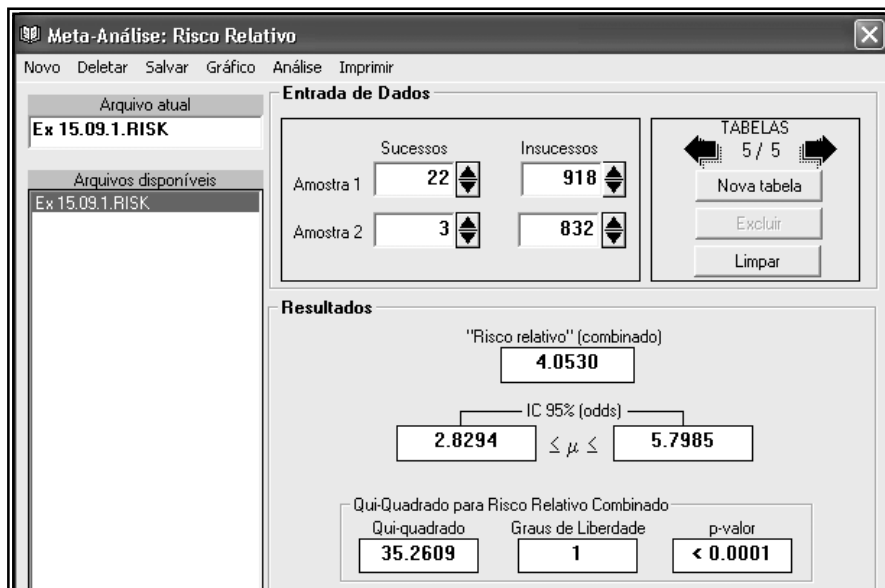 Meta-Análise: Risco Relativo
Novo Deletar Salvar Gráfico Análise Imprimir
Arquivo atual
Ex 15.09.1.RISK
Arquivos disponíveis
Ex 15.09.1.RISK
Entrada de Dados
Sucessos Insucessos
Amostra 1 22 918
Amostra 2 3 832
TABELAS
5 / 5
Nova tabela
Excluir
Limpar
Resultados
"Risco relativo" (combinado)
4.0530
IC 95% (odds)
2.8294 ≤ μ ≤ 5.7985
Qui-Quadrado para Risco Relativo Combinado
Qui-quadrado Graus de Liberdade p-valor
35.2609 1 < 0.0001